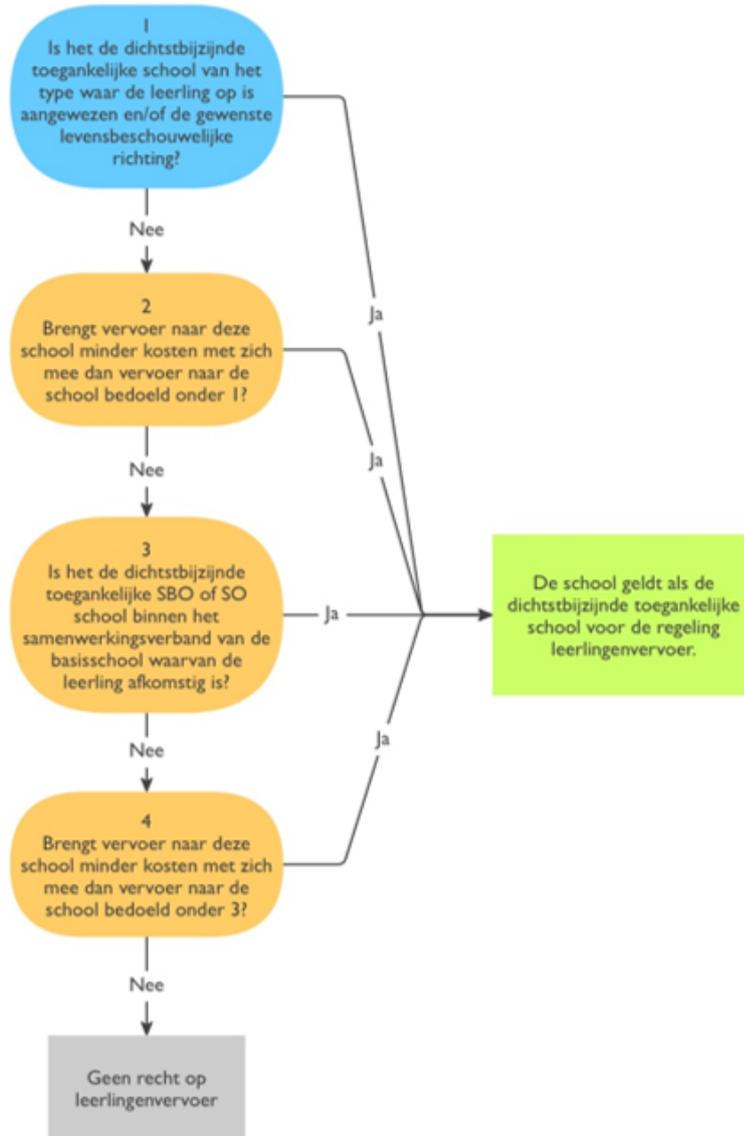 1
Is het de dichtstbijzijnde
toegankelijke school van het
type waar de leerling op is
aangewezen en/of de gewenste
levensbeschouwelijke
richting?
Nee
Ja
2
Brengt vervoer naar deze
school minder kosten met zich
mee dan vervoer naar de
school bedoeld onder 1?
Ja
Nee
3
Is het de dichtstbijzijnde
toegankelijke SBO of SO
school binnen het
samenwerkingsverband van de
basisschool waarvan de
leerling afkomstig is?
Ja
De school geldt als de
dichtstbijzijnde toegankelijke
school voor de regeling
leerlingenvervoer.
Nee
Ja
4
Brengt vervoer naar deze
school minder kosten met zich
mee dan vervoer naar de
school bedoeld onder 3?
Nee
Geen recht op
leerlingenvervoer